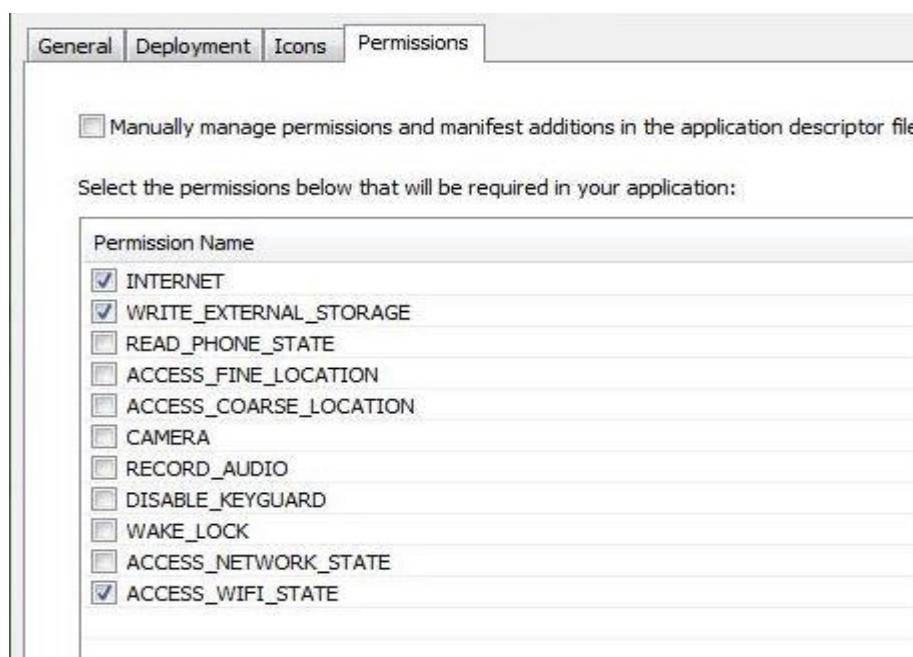 General Deployment Icons Permissions
Manually manage permissions and manifest additions in the application descriptor file
Select the permissions below that will be required in your application:
Permission Name
INTERNET
WRITE_EXTERNAL_STORAGE
READ_PHONE_STATE
ACCESS_FINE_LOCATION
ACCESS_COARSE_LOCATION
CAMERA
RECORD_AUDIO
DISABLE_KEYGUARD
WAKE_LOCK
ACCESS_NETWORK_STATE
ACCESS_WIFI_STATE